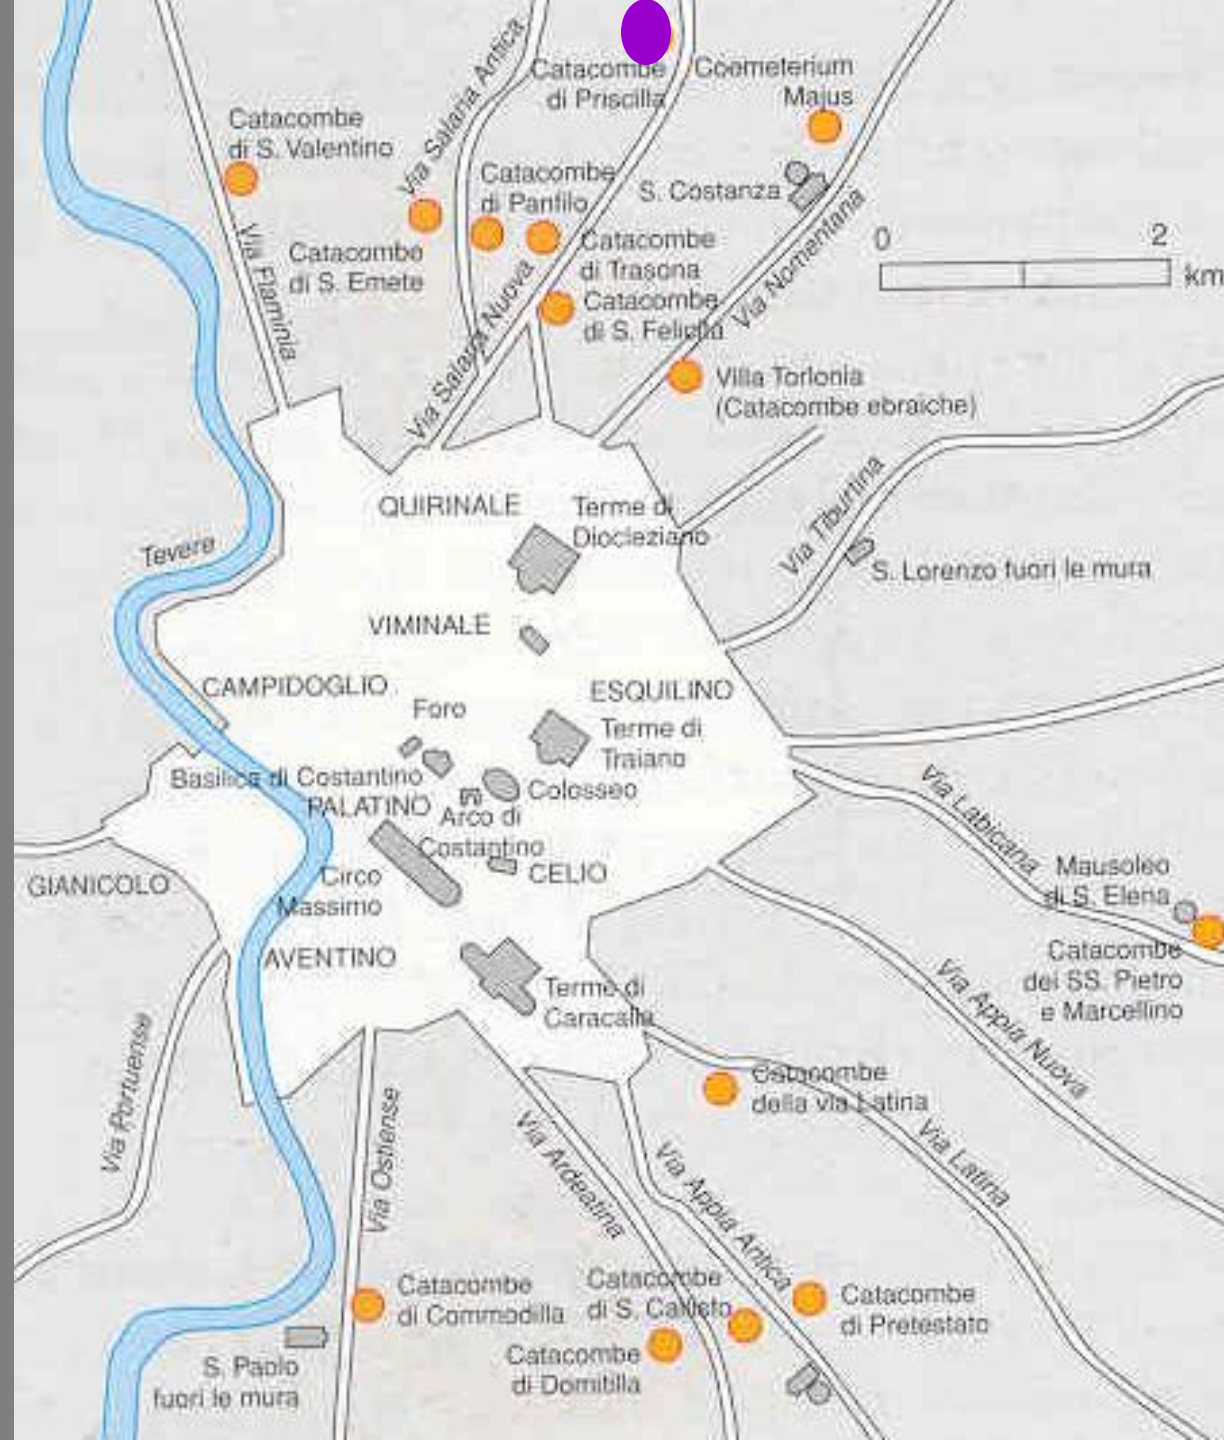 Via Salaria Antica
Catacombe
di Priscilla
Coemeterium
Majus
Catacombe
di S. Valentino
Catacombe
di Panfilo
S. Costanza
Via Flaminia
Catacombe
di S. Emete
Catacombe
di Trasona
Via Salaria Nuova
Catacombe
di S. Felicita
Via Nomentana
0 2
km
Villa Torlonia
(Catacombe ebraiche)
QUIRINALE
Terme di
Diocleziano
Via Tiburtina
Tevere
S. Lorenzo fuori le mura
VIMINALE
CAMPIDOGLIO
ESQUILINO
Foro
Terme di
Traiano
Basilica di Costantino
Colosseo
PALATINO
Arco di
Costantino
Via Labicana
CELIO
Circo
Massimo
GIANICOLO
Mausoleo
di S. Elena
AVENTINO
Catacombe
dei SS. Pietro
e Marcellino
Terme di
Caracalla
Via Appia Nuova
Via Portuense
Catacombe
della via Latina
Via Ostiense
Via Ardeatina
Via Latina
Via Appia Antica
Catacombe
di Commodilla
Catacombe
di S. Callisto
Catacombe
di Pretestato
Catacombe
di Domitilla
S. Paolo
fuori le mura